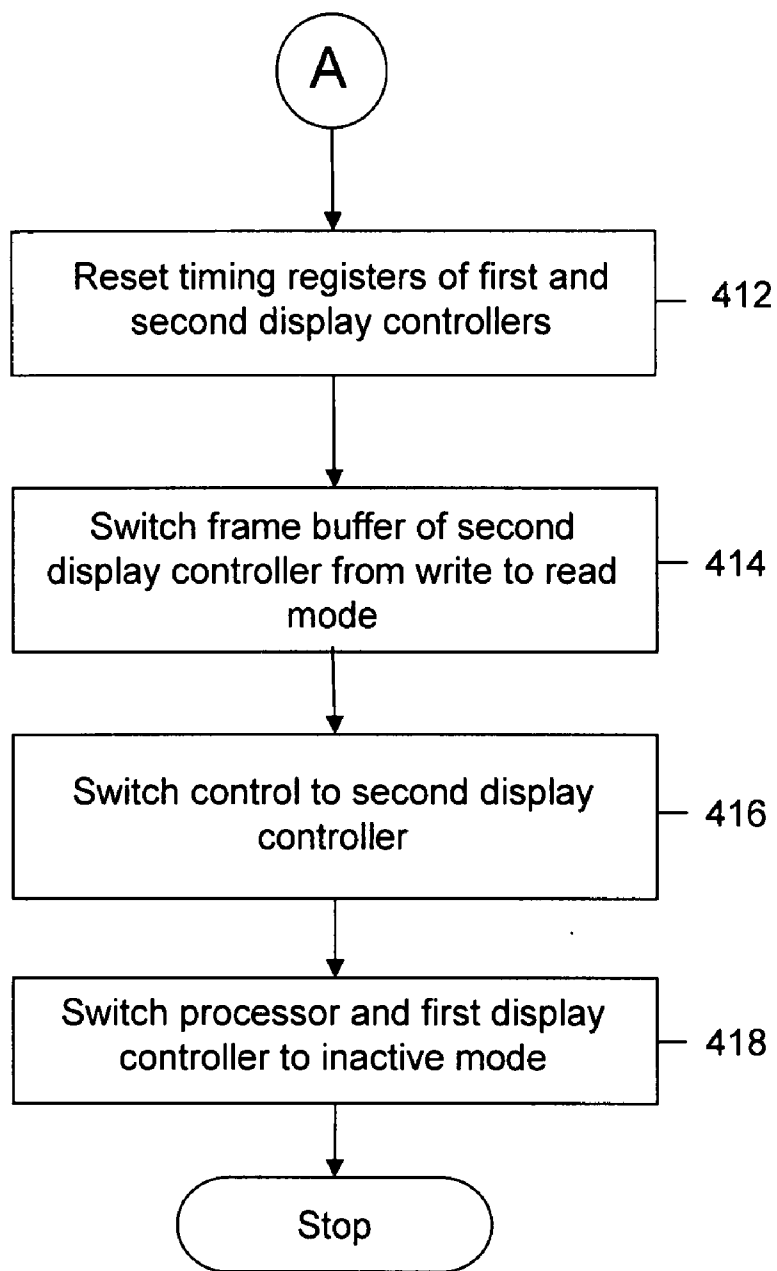 A
Reset timing registers of first and
second display controllers
412
Switch frame buffer of second
display controller from write to read
mode
414
Switch control to second display
controller
416
Switch processor and first display
controller to inactive mode
418
Stop